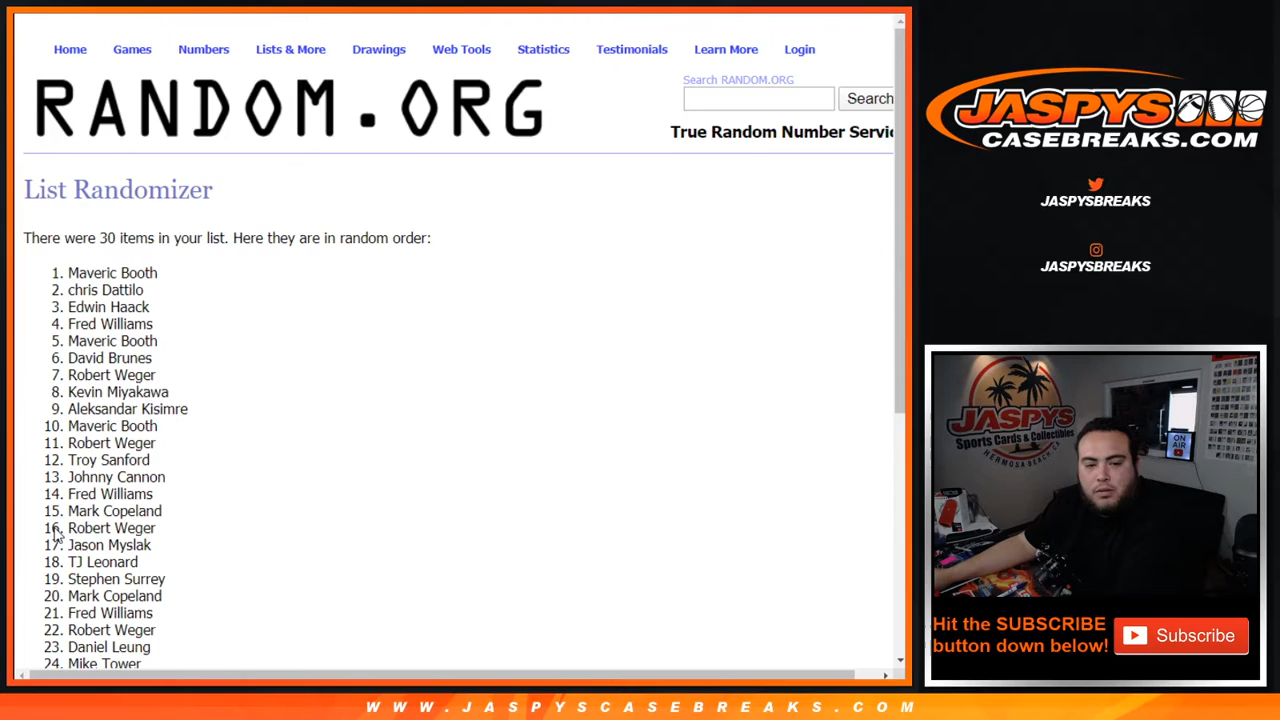 Home Games Numbers Lists & More Drawings Web Tools Statistics Testimonials Learn More Login
RANDOM.ORG
Search RANDOM.ORG
Search
True Random Number Servi
List Randomizer
There were 30 items in your list. Here they are in random order:
1. Maveric Booth
2. chris Dattilo
3. Edwin Haack
4. Fred Williams
5. Maveric Booth
6. David Brunes
7. Robert Weger
8. Kevin Miyakawa
9. Aleksandar Kisimre
10. Maveric Booth
11. Robert Weger
12. Troy Sanford
13. Johnny Cannon
14. Fred Williams
15. Mark Copeland
16. Robert Weger
17. Jason Myslak
18. TJ Leonard
19. Stephen Surrey
20. Mark Copeland
21. Fred Williams
22. Robert Weger
23. Daniel Leung
24. Mike Tower
JASPYS
CASEBREAKS.COM
JASPYSBREAKS
JASPYSBREAKS
JASPYS
Sports Cards & Collectibles
HERMOSA BEACH CA
ON AIR
Hit the SUBSCRIBE
button down below!
Subscribe
WWW.JASPYSCASEBREAKS.COM